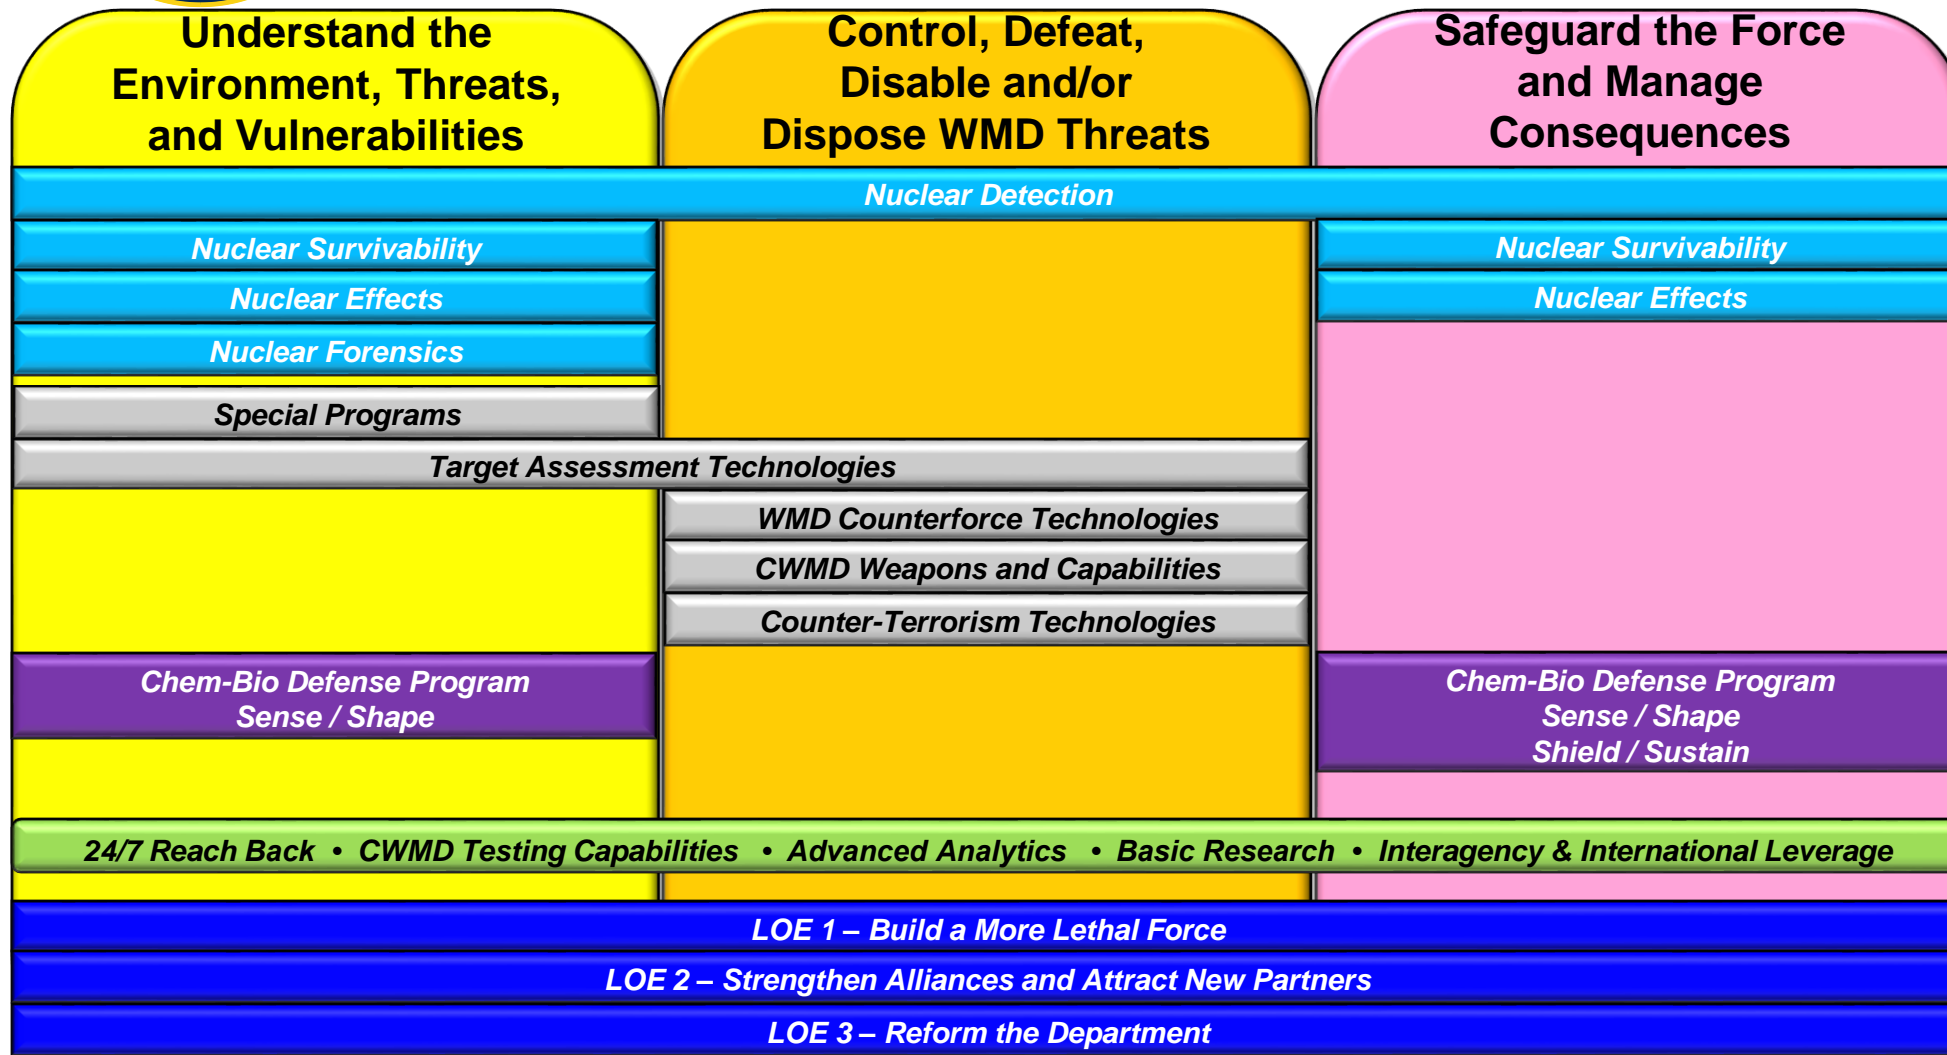 Understand the
Environment, Threats,
and Vulnerabilities
Control, Defeat,
Disable and/or
Dispose WMD Threats
Safeguard the Force
and Manage
Consequences
Nuclear Detection
Nuclear Survivability
Nuclear Survivability
Nuclear Effects
Nuclear Effects
Nuclear Forensics
Special Programs
Target Assessment Technologies
WMD Counterforce Technologies
CWMD Weapons and Capabilities
Counter-Terrorism Technologies
Chem-Bio Defense Program
Sense / Shape
Chem-Bio Defense Program
Sense / Shape
Shield / Sustain
24/7 Reach Back • CWMD Testing Capabilities • Advanced Analytics • Basic Research • Interagency & International Leverage
LOE 1 – Build a More Lethal Force
LOE 2 – Strengthen Alliances and Attract New Partners
LOE 3 – Reform the Department